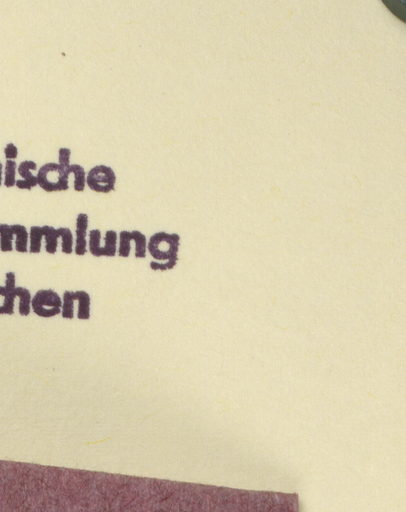 ische
mmlung
chen